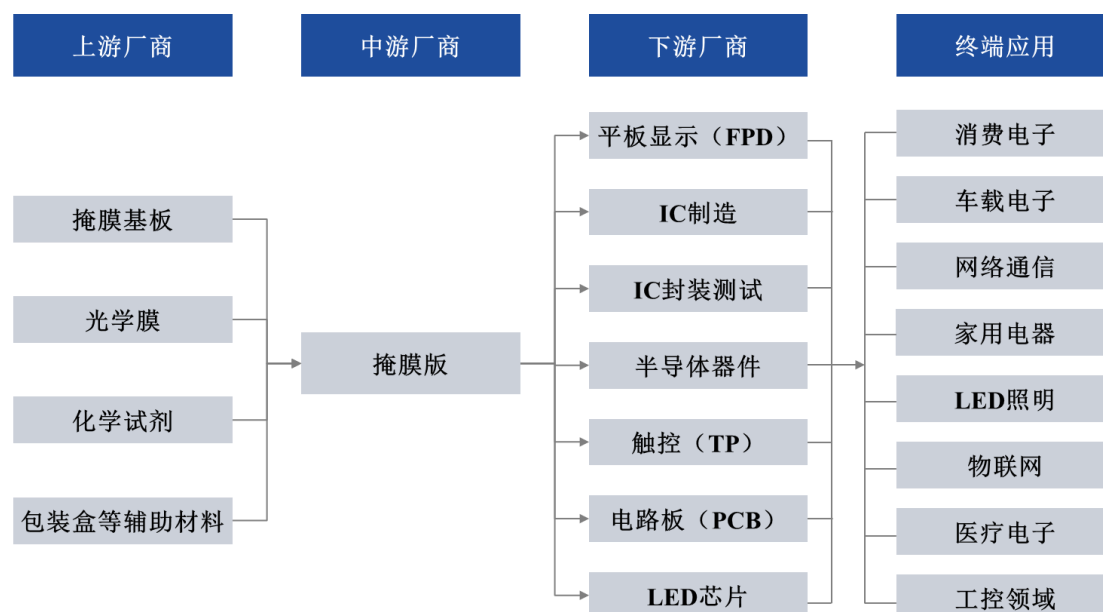 上游厂商
中游厂商
下游厂商
终端应用
掩膜基板
光学膜
化学试剂
包装盒等辅助材料
掩膜版
平板显示（FPD）
IC制造
IC封装测试
半导体器件
触控（TP）
电路板（PCB）
LED芯片
消费电子
车载电子
网络通信
家用电器
LED照明
物联网
医疗电子
工控领域